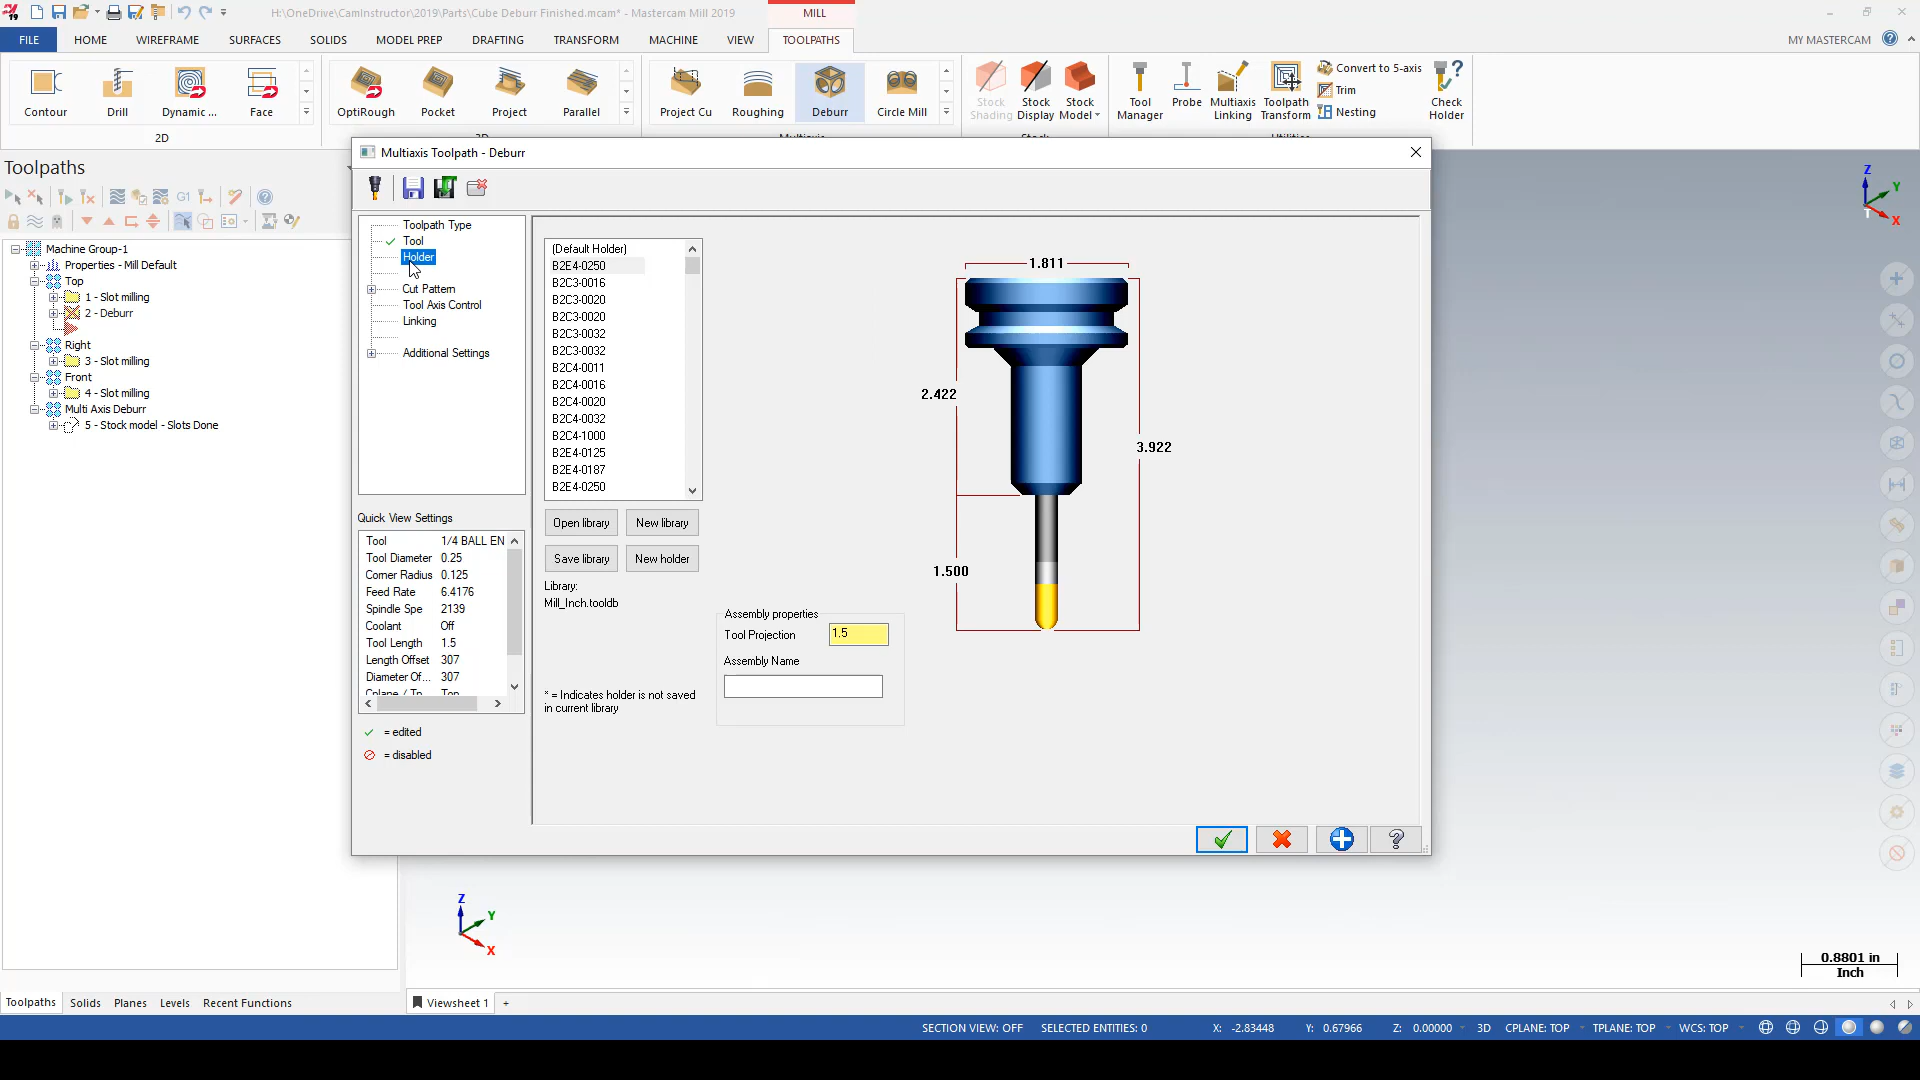 H:\OneDrive\CamInstructor\2019\Parts\Cube Deburr Finished.mcam* - Mastercam Mill 2019
MILL
FILE HOME WIREFRAME SURFACES SOLIDS MODEL PREP DRAFTING TRANSFORM MACHINE VIEW TOOLPATHS MY MASTERCAM
Contour Drill Dynamic ... Face OptiRough Pocket Project Parallel Project Cu Roughing Deburr Circle Mill
Stock Shading Stock Display Stock Model Tool Manager Probe Multiaxis Linking Toolpath Transform
Convert to 5-axis
Trim
Nesting
Check Holder
2D
Toolpaths
Machine Group-1
Properties - Mill Default
Top
1 - Slot milling
2 - Deburr
Right
3 - Slot milling
Front
4 - Slot milling
Multi Axis Deburr
5 - Stock model - Slots Done
Multiaxis Toolpath - Deburr
G1
Toolpath Type
Tool
Holder
Cut Pattern
Tool Axis Control
Linking
Additional Settings
Quick View Settings
Tool 1/4 BALL EN
Tool Diameter 0.25
Corner Radius 0.125
Feed Rate 6.4176
Spindle Spe 2139
Coolant Off
Tool Length 1.5
Length Offset 307
Diameter Of... 307
Cplane / Tp Top
= edited
= disabled
(Default Holder)
B2E4-0250
B2C3-0016
B2C3-0020
B2C3-0020
B2C3-0032
B2C3-0032
B2C4-0011
B2C4-0016
B2C4-0020
B2C4-0032
B2C4-1000
B2E4-0125
B2E4-0187
B2E4-0250
Open library New library
Save library New holder
Library:
Mill_Inch.tooldb
* = Indicates holder is not saved
in current library
Assembly properties
Tool Projection 1.5
Assembly Name
1.811
2.422
3.922
1.500
Z
Y
X
T
Z
Y
X
0.8801 in
Inch
Toolpaths Solids Planes Levels Recent Functions
Viewsheet 1 +
SECTION VIEW: OFF SELECTED ENTITIES: 0 X: -2.83448 Y: 0.67966 Z: 0.00000 3D CPLANE: TOP TPLANE: TOP WCS: TOP